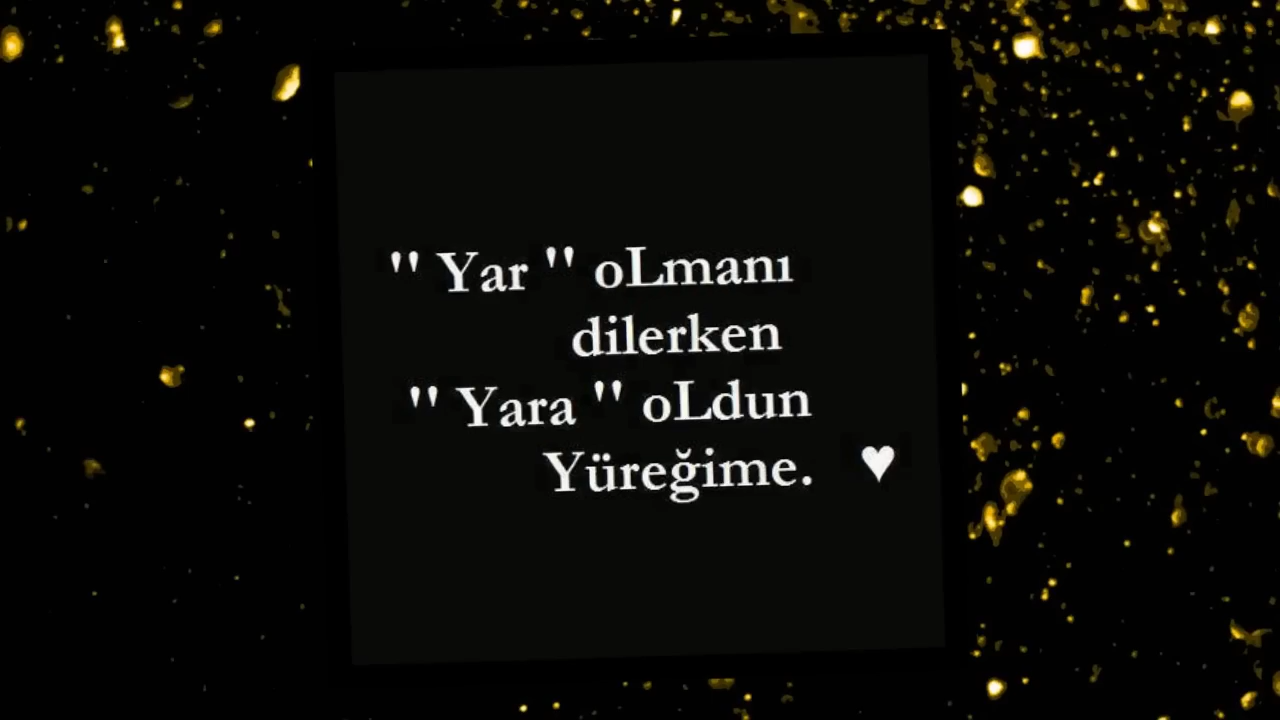 " Yar " oLmanı
dilerken
" Yara " oLdun
Yüreğime. ♥